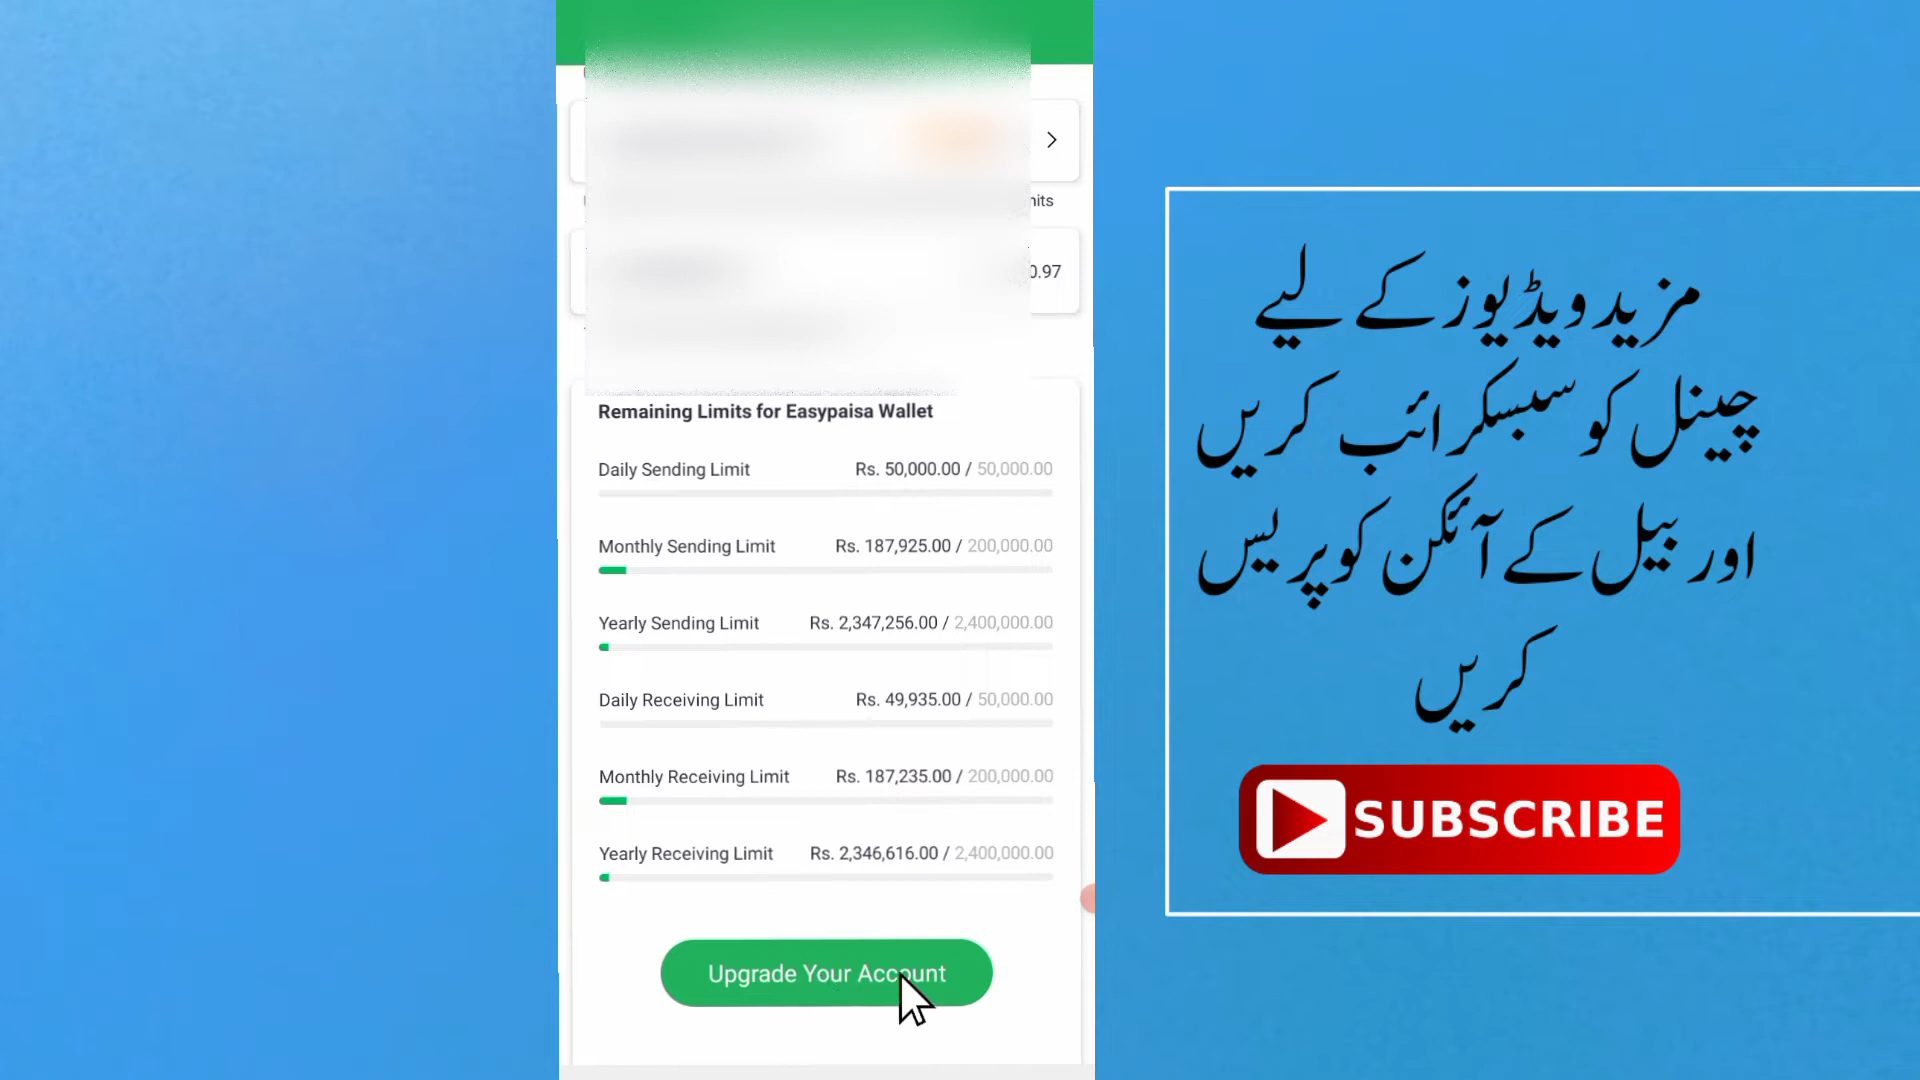 0.97
Remaining Limits for Easypaisa Wallet
Daily Sending Limit Rs. 50,000.00 / 50,000.00
Monthly Sending Limit Rs. 187,925.00 / 200,000.00
Yearly Sending Limit Rs. 2,347,256.00 / 2,400,000.00
Daily Receiving Limit Rs. 49,935.00 / 50,000.00
Monthly Receiving Limit Rs. 187,235.00 / 200,000.00
Yearly Receiving Limit Rs. 2,346,616.00 / 2,400,000.00
Upgrade Your Account
مزید ویڈیوز کے لیے
چینل کو سبسکرائب کریں
اور بیل کے آئکن کو پریس
کریں
SUBSCRIBE